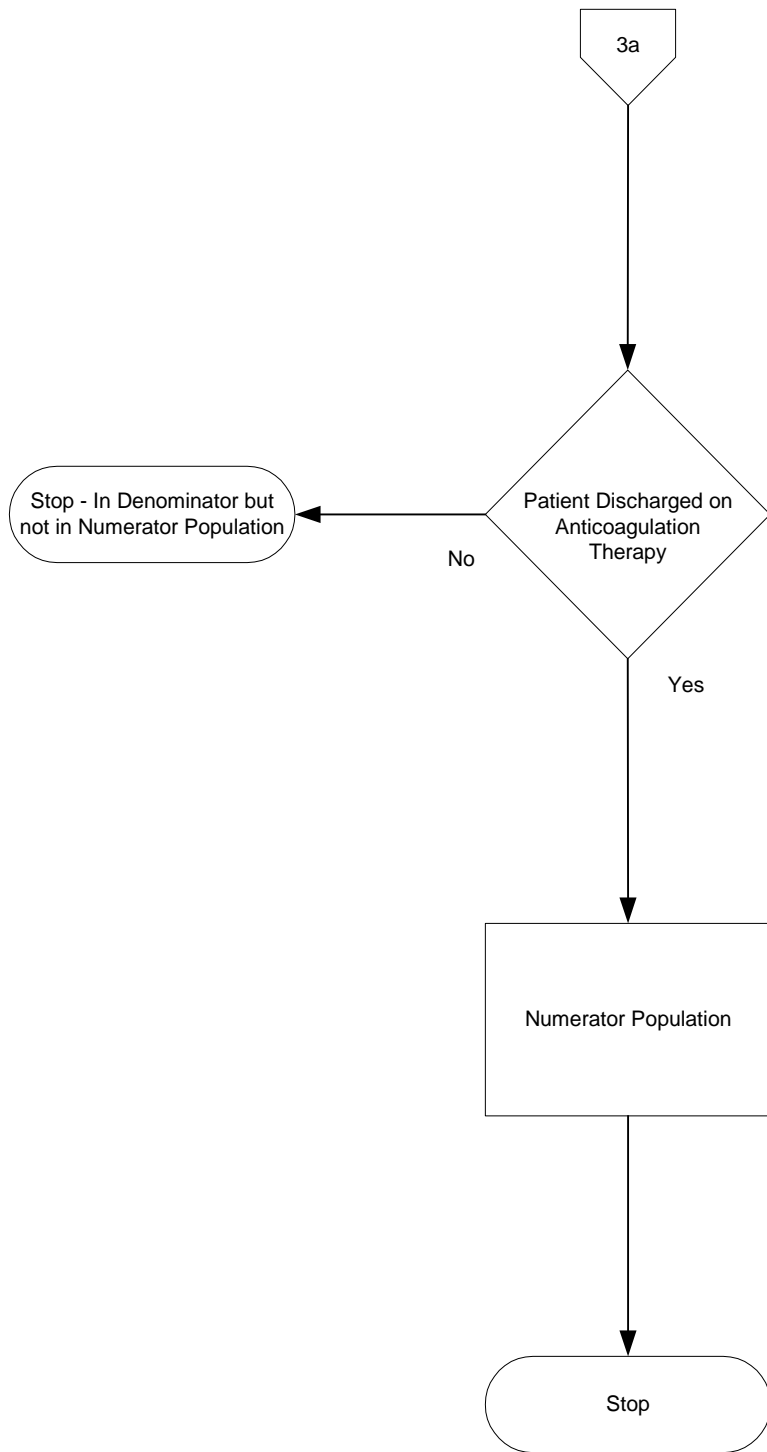 3a
Stop - In Denominator but
not in Numerator Population
Patient Discharged on
Anticoagulation
Therapy
No
Yes
Numerator Population
Stop